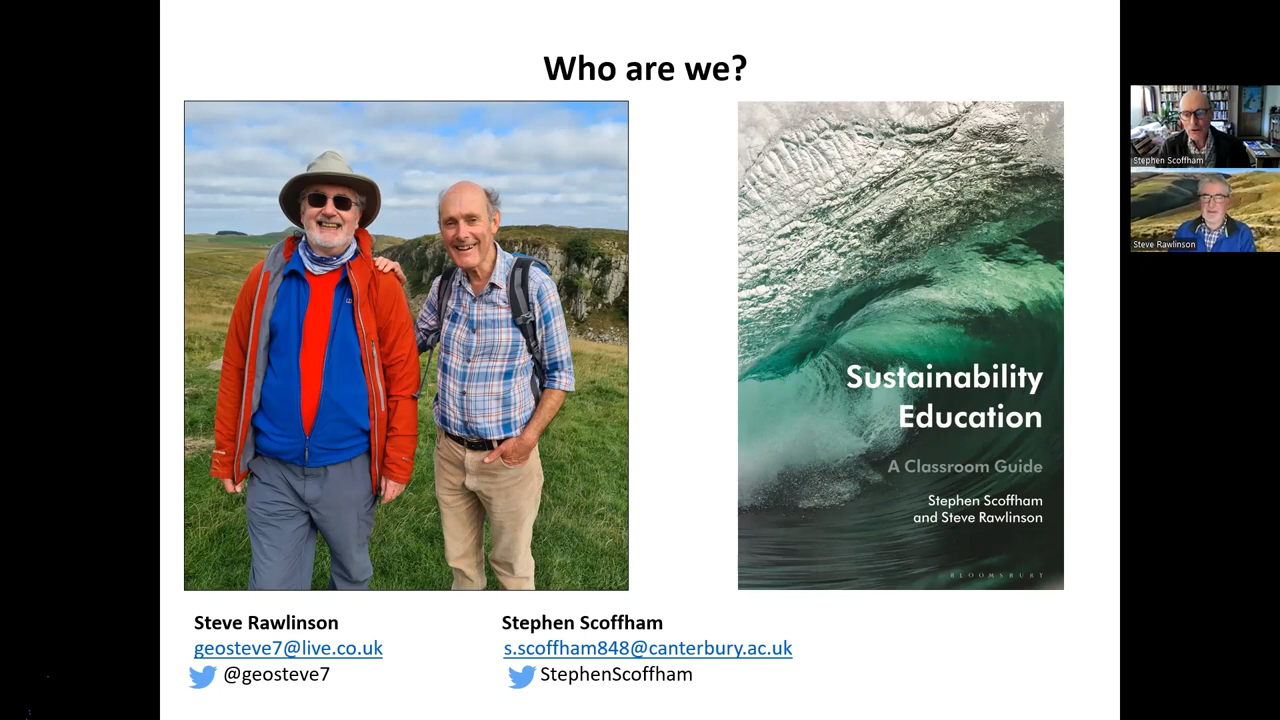 Who are we?
Sustainability
Education
A Classroom Guide
Stephen Scoffham
and Steve Rawlinson
BLOOMSBURY
Steve Rawlinson
geosteve7@live.co.uk
@geosteve7
Stephen Scoffham
s.scoffham848@canterbury.ac.uk
StephenScoffham
Stephen Scoffham
Steve Rawlinson